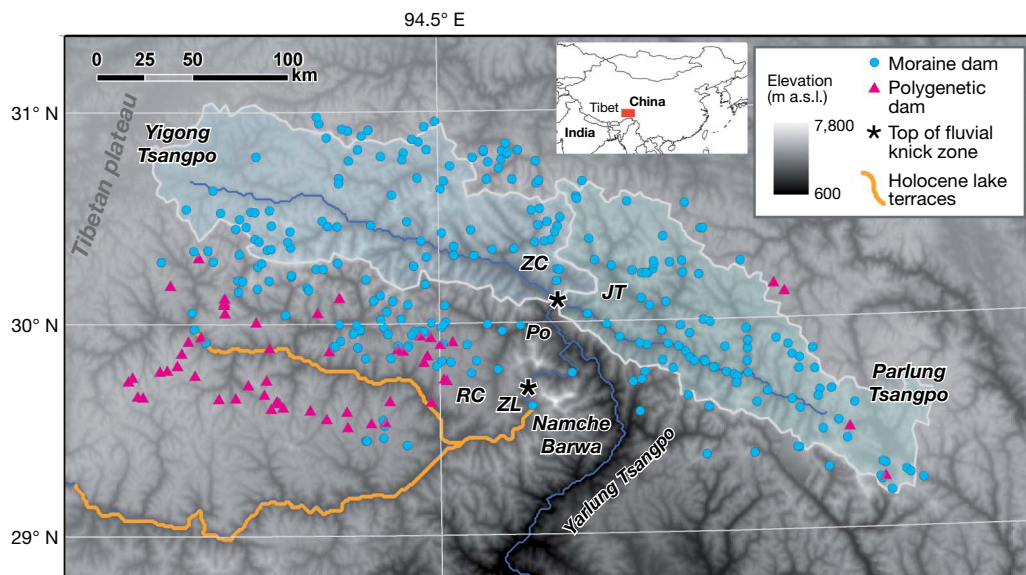 94.5° E
0 25 50 100
km
31° N
30° N
29° N
Tibetan plateau
Yigong
Tsangpo
ZC
JT
Po
RC
ZL
Namche
Barwa
Yarlung Tsangpo
Parlung
Tsangpo
Tibet
China
India
Elevation
(m a.s.l.)
7,800
600
Moraine dam
Polygenetic
dam
Top of fluvial
knick zone
Holocene lake
terraces